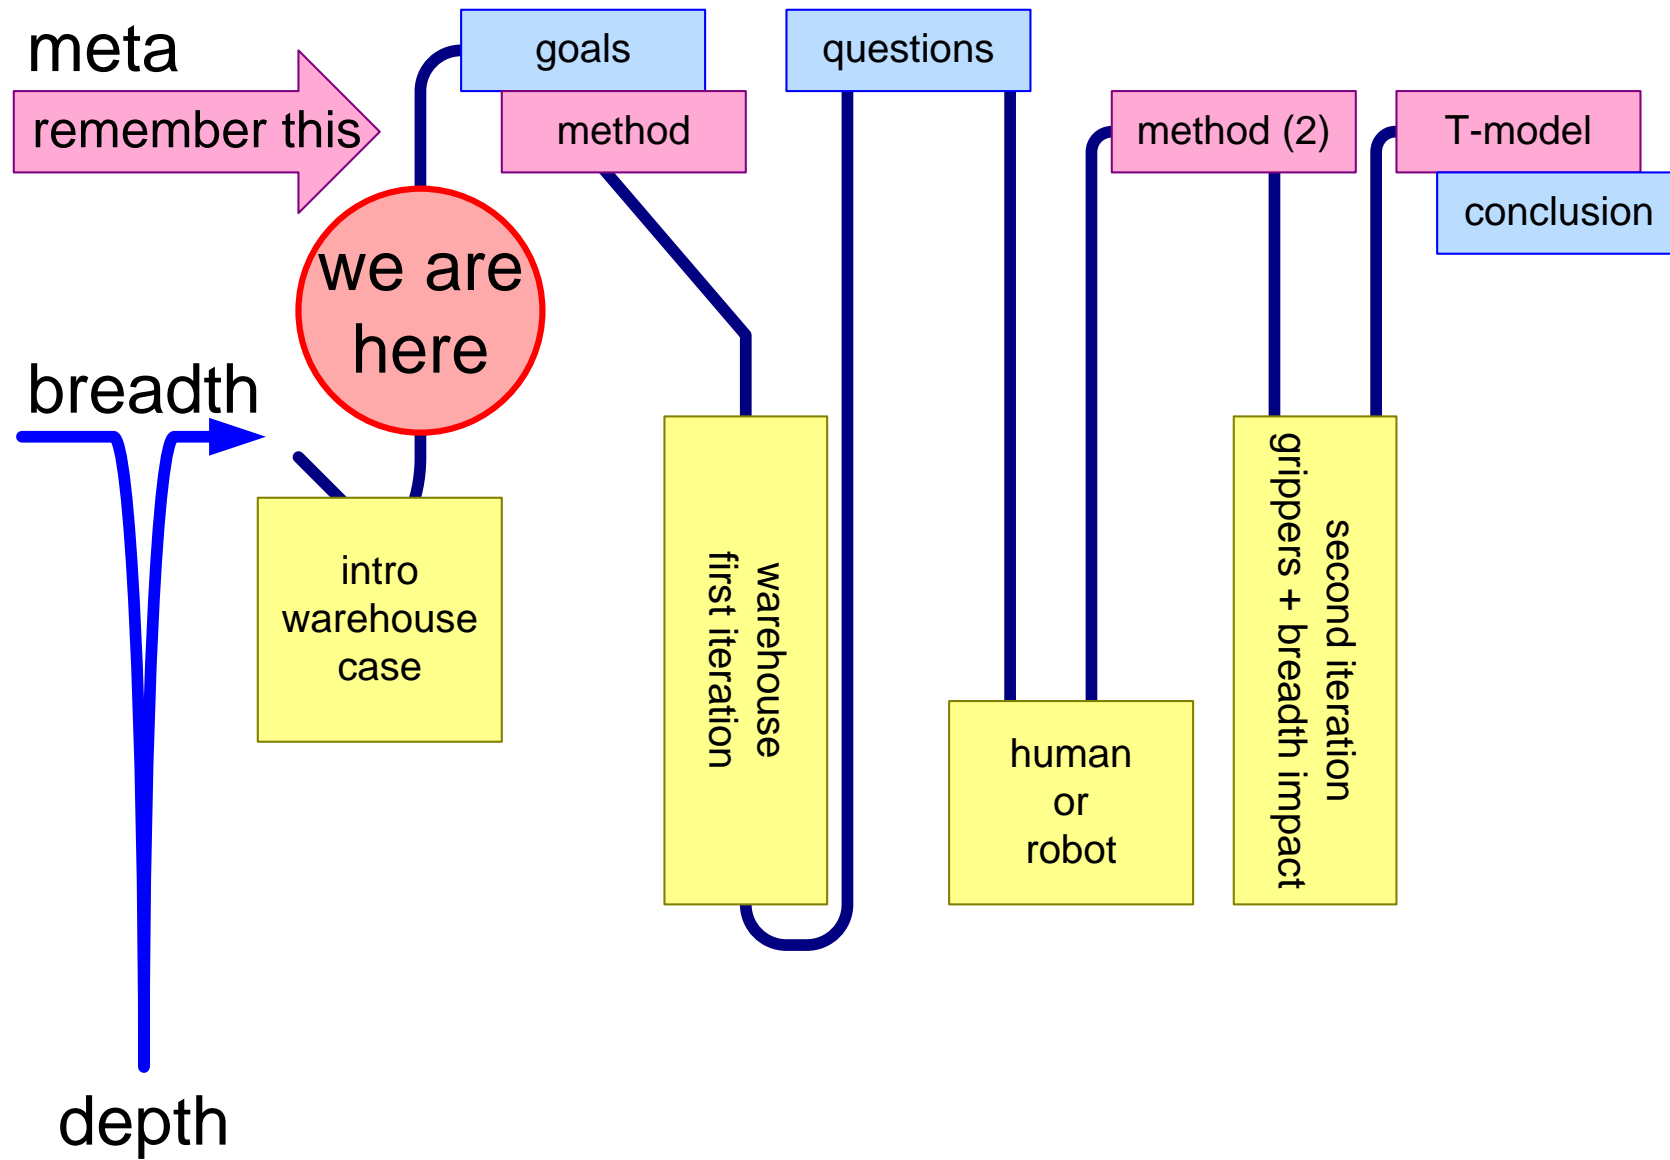 meta
remember this
goals
method
questions
method (2)
T-model
conclusion
we are
here
breadth
intro
warehouse
case
warehouse
first iteration
human
or
robot
second iteration
grippers + breadth impact
depth